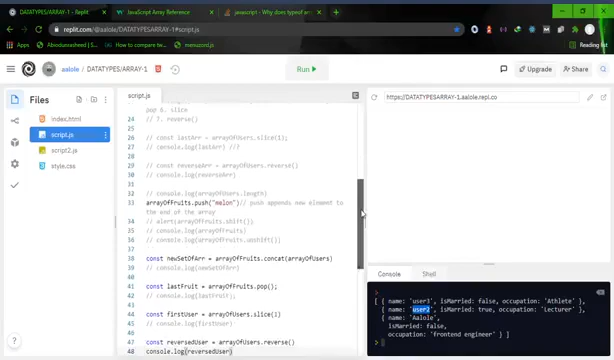 DATATYPES/ARRAY-1 - Replit
JavaScript Array Reference
javascript - Why does typeof arr
replit.com/@aalole/DATATYPESARRAY-1#script.js
Apps
Abodunrasheed (
How to compare tw
menuzord.js
Reading list
aalole / DATATYPES/ARRAY-1
Run
Upgrade
Share
Files
index.html
script.js
script2.js
style.css
script.js
pop 6. slice
24 // 7. reverse()
25
26 // const lastArr = arrayOfUsers.slice(1);
27 // console.log(lastArr) //?
28
29 // const reverseArr = arrayOfUsers.reverse()
30 // console.log(reverseArr)
31
32 // console.log(arrayOfUsers.length)
33 arrayOfFruits.push("melon")// push appends new element to
the end of the array
34 // alert(arrayOfFruits.shift())
35 // console.log(arrayOfFruits)
36 // console.log(arrayOfFruits.unshift()
37
38 const newSetOfArr = arrayOfFruits.concat(arrayOfUsers)
39 // console.log(newSetOfArr)
40
41 const lastFruit = arrayOfFruits.pop();
42 // console.log(lastFruit);
43
44 const firstUser = arrayOfUsers.slice(1)
45 // console.log(firstUser)
46
47 const reversedUser = arrayOfUsers.reverse()
48 console.log(reversedUser)
https://DATATYPESARRAY-1.aalole.repl.co
Console
Shell
[ { name: 'user3', isMarried: false, occupation: 'Athlete' },
{ name: 'user2', isMarried: true, occupation: 'Lecturer' },
{ name: 'Aalole',
isMarried: false,
occupation: 'frontend engineer' } ]